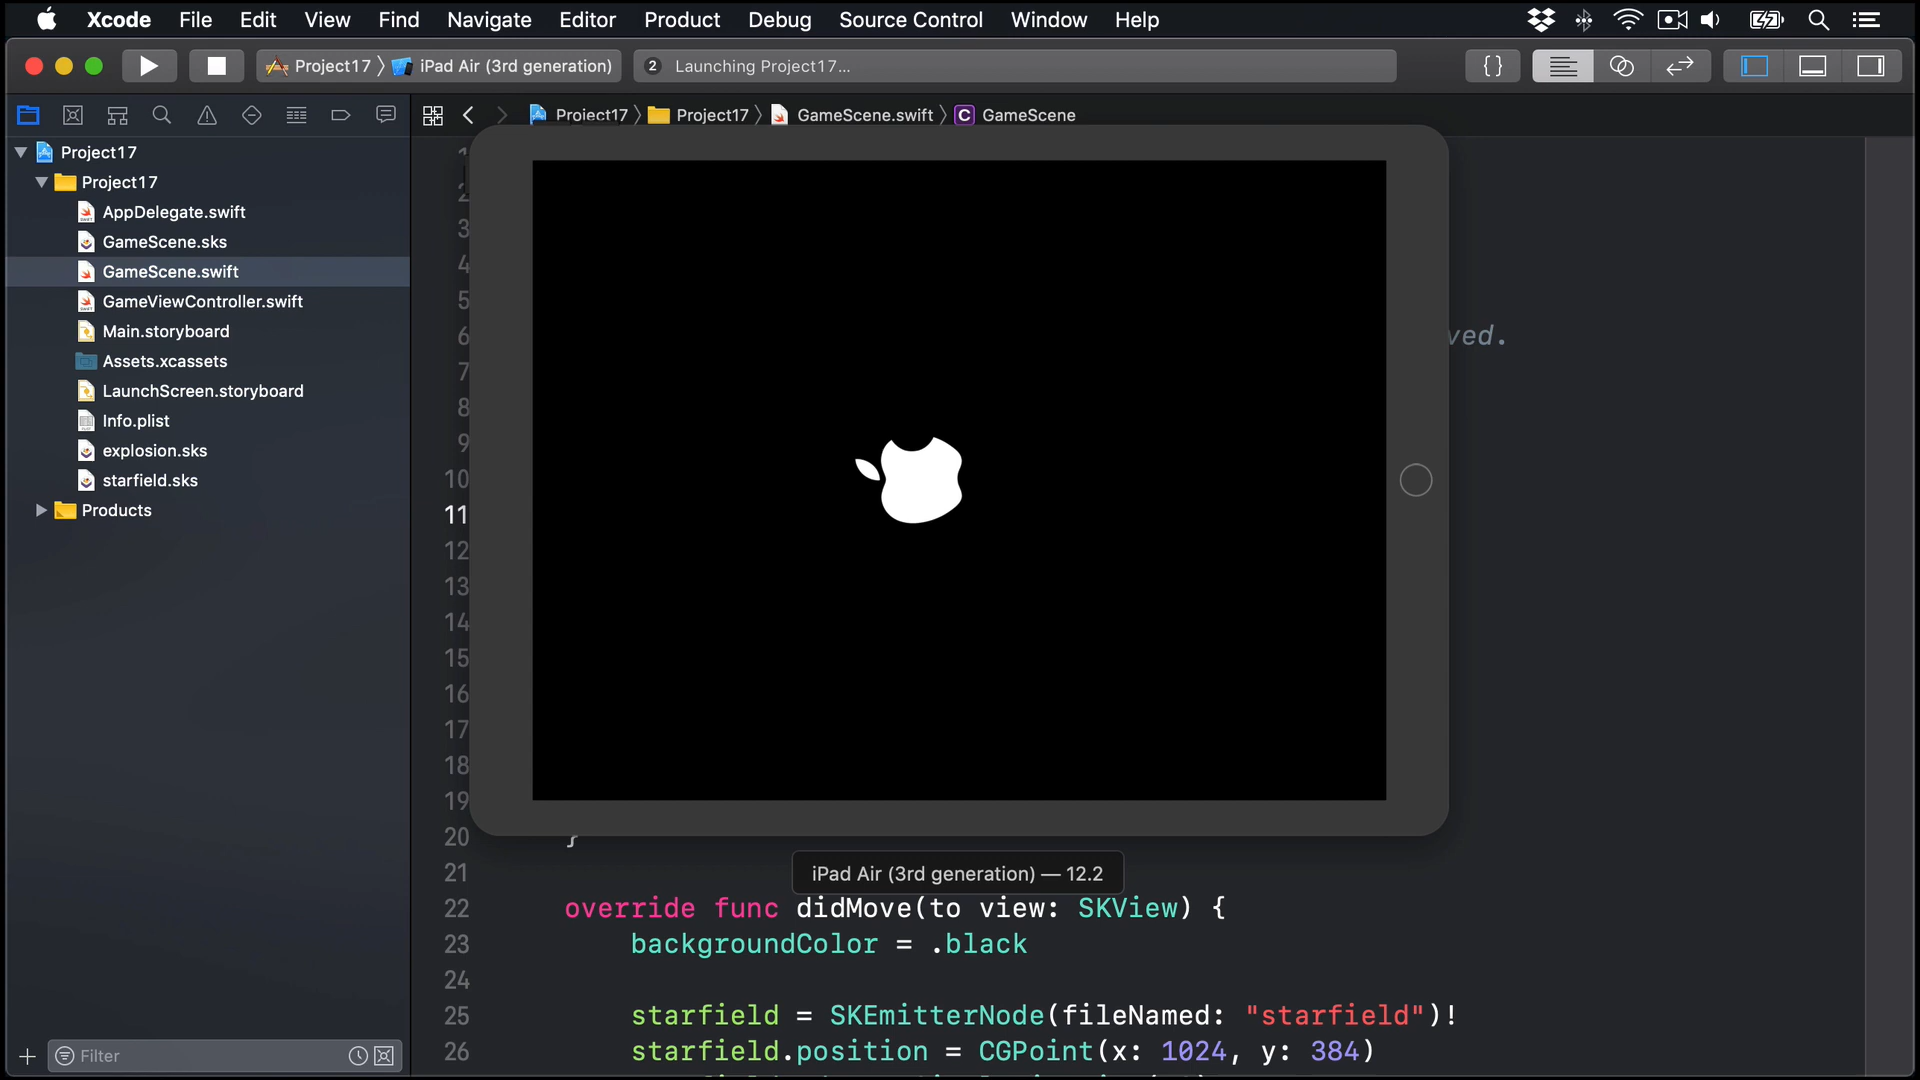 Xcode File Edit View Find Navigate Editor Product Debug Source Control Window Help
Project17 〉 iPad Air (3rd generation) 2 Launching Project17... {}
Project17 〉 Project17 〉 GameScene.swift 〉 C GameScene
Project17
Project17
AppDelegate.swift
GameScene.sks
GameScene.swift
GameViewController.swift
Main.storyboard
Assets.xcassets
LaunchScreen.storyboard
Info.plist
explosion.sks
starfield.sks
Products
Filter
1
2
3
4
5
6 ved.
7
8
9
10
11
12
13
14
15
16
17
18
19
20 }
iPad Air (3rd generation) — 12.2
21
22 override func didMove(to view: SKView) {
23 backgroundColor = .black
24
25 starfield = SKEmitterNode(fileNamed: "starfield")!
26 starfield.position = CGPoint(x: 1024, y: 384)